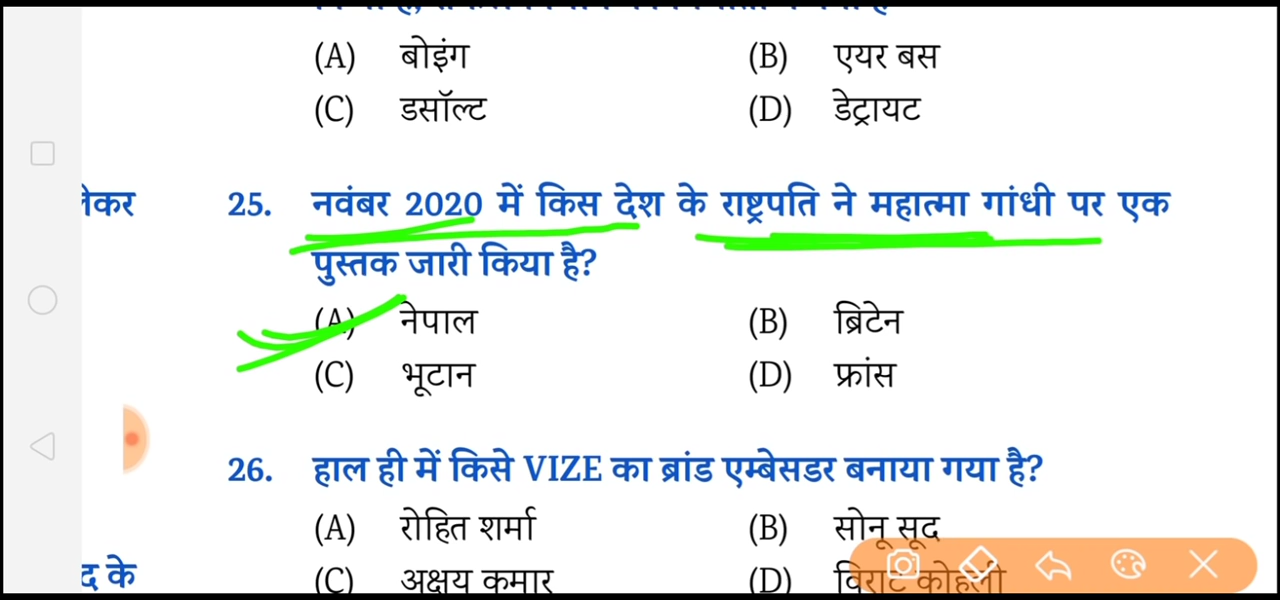 (A) बोइंग (B) एयर बस
(C) डसॉल्ट (D) डेट्रायट
लेकर
25. नवंबर 2020 में किस देश के राष्ट्रपति ने महात्मा गांधी पर एक
पुस्तक जारी किया है?
(A) नेपाल (B) ब्रिटेन
(C) भूटान (D) फ्रांस
26. हाल ही में किसे VIZE का ब्रांड एम्बेसडर बनाया गया है?
(A) रोहित शर्मा (B) सोनू सूद
द के
(C) अक्षय कुमार (D) विराट कोहली